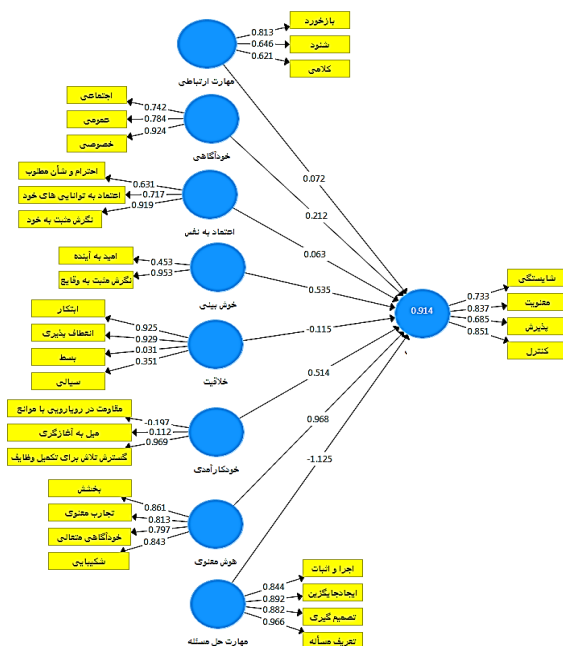 بازخورد
0.813
شنود
0.646
کلامی
0.621
مهارت ارتباطی
اجتماعی
0.742
عمومی
0.784
خصوصی
0.924
خودآگاهی
0.072
0.212
احترام و شأن مطلوب
0.631
اعتماد به توانایی های خود
0.717
نگرش مثبت به خود
0.919
اعتماد به نفس
0.063
امید به آینده
0.453
نگرش مثبت به وقایع
0.953
خوش بینی
0.535
شایستگی
0.733
معنویت
0.837
پذیرش
0.685
کنترل
0.851
0.914
ابتکار
0.925
انعطاف پذیری
0.929
بسط
0.031
سیالی
0.351
خلاقیت
-0.115
مقاومت در رویارویی با موانع
-0.197
میل به آغازگری
0.112
گسترش تلاش برای تکمیل وظایف
0.969
خودکارآمدی
0.514
0.968
بخشش
0.861
تجارب معنوی
0.813
خودآگاهی متعالی
0.797
شکیبایی
0.843
هوش معنوی
-1.125
اجرا و اثبات
0.844
ایجادجایگزین
0.892
تصمیم گیری
0.882
تعریف مسأله
0.966
مهارت حل مسئله